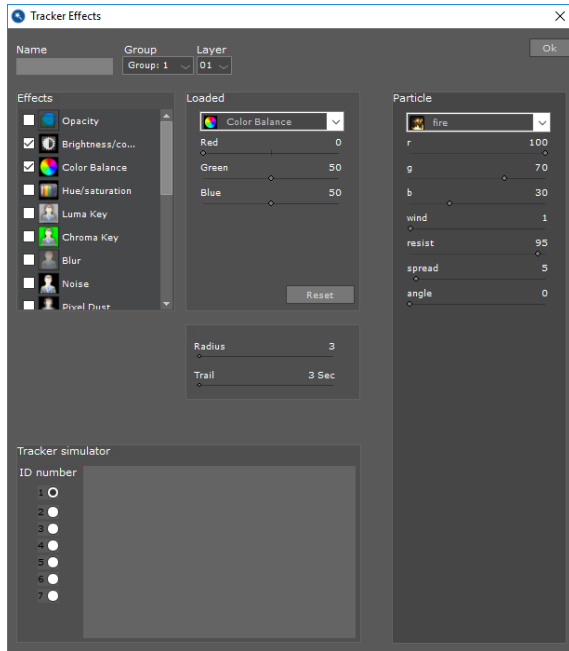 Tracker Effects
Name
Group
Layer
Group: 1
01
Ok
Effects
Opacity
Brightness/co...
Color Balance
Hue/saturation
Luma Key
Chroma Key
Blur
Noise
Pixel Dust
Loaded
Color Balance
Red 0
Green 50
Blue 50
Reset
Radius 3
Trail 3 Sec
Particle
fire
r 100
g 70
b 30
wind 1
resist 95
spread 5
angle 0
Tracker simulator
ID number
1
2
3
4
5
6
7